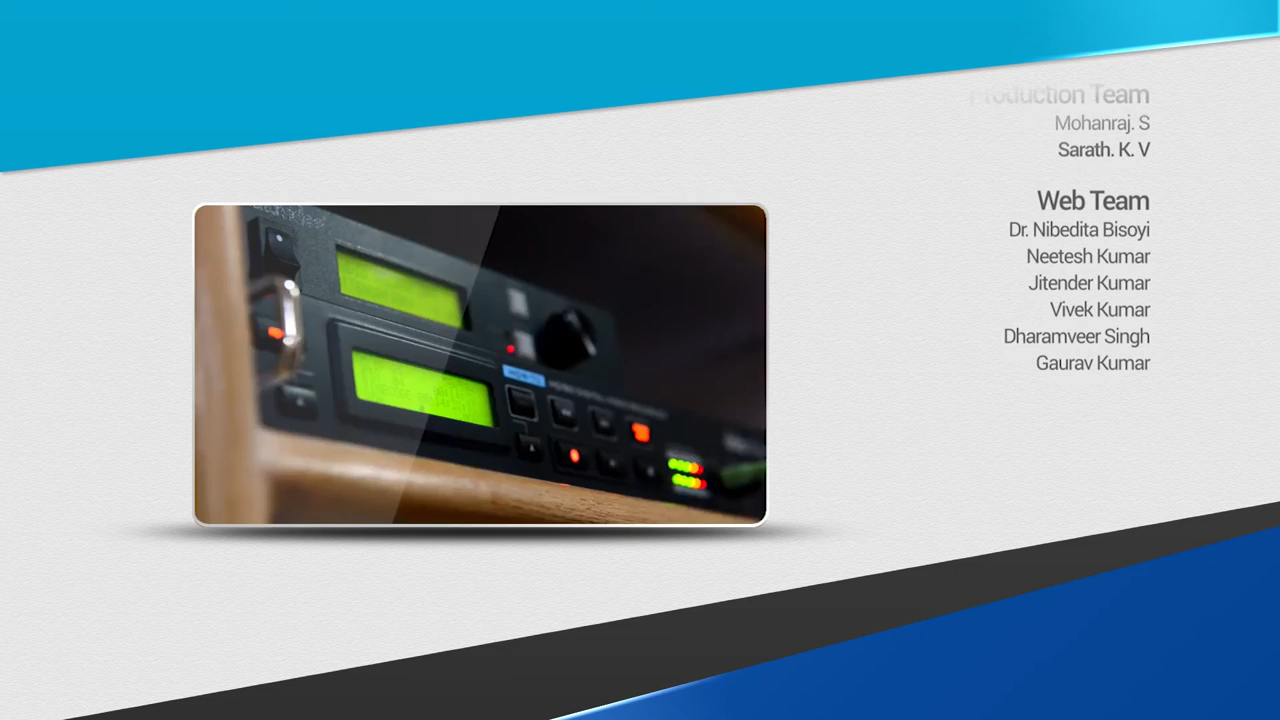 Production Team
Mohanraj. S
Sarath. K. V
Web Team
Dr. Nibedita Bisoyi
Neetesh Kumar
Jitender Kumar
Vivek Kumar
Dharamveer Singh
Gaurav Kumar